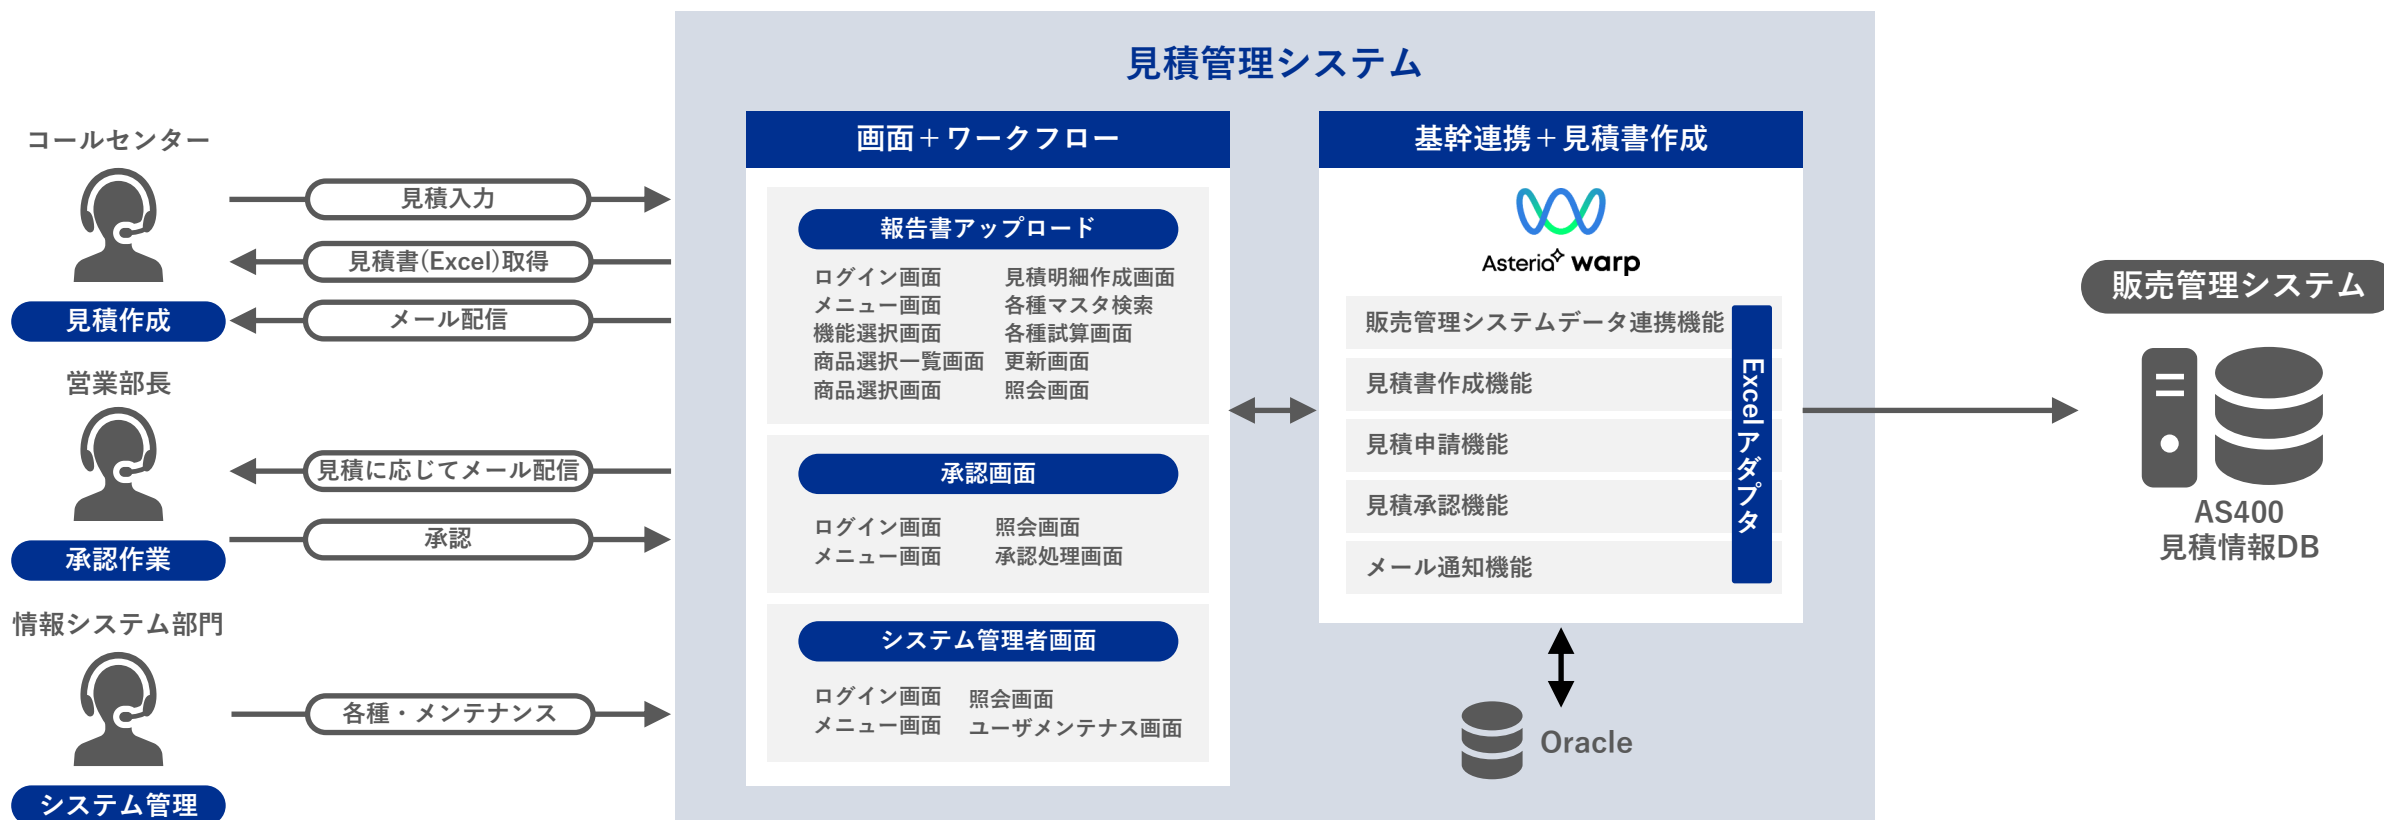 見積管理システム
コールセンター
見積入力
見積書(Excel)取得
メール配信
見積作成
営業部長
見積に応じてメール配信
承認
承認作業
情報システム部門
各種・メンテナンス
システム管理
画面＋ワークフロー
報告書アップロード
ログイン画面 見積明細作成画面
メニュー画面 各種マスタ検索
機能選択画面 各種試算画面
商品選択一覧画面 更新画面
商品選択画面 照会画面
承認画面
ログイン画面 照会画面
メニュー画面 承認処理画面
システム管理者画面
ログイン画面 照会画面
メニュー画面 ユーザメンテナス画面
基幹連携＋見積書作成
Asteria warp
販売管理システムデータ連携機能
見積書作成機能
見積申請機能
見積承認機能
メール通知機能
Excelアダプタ
Oracle
販売管理システム
AS400
見積情報DB